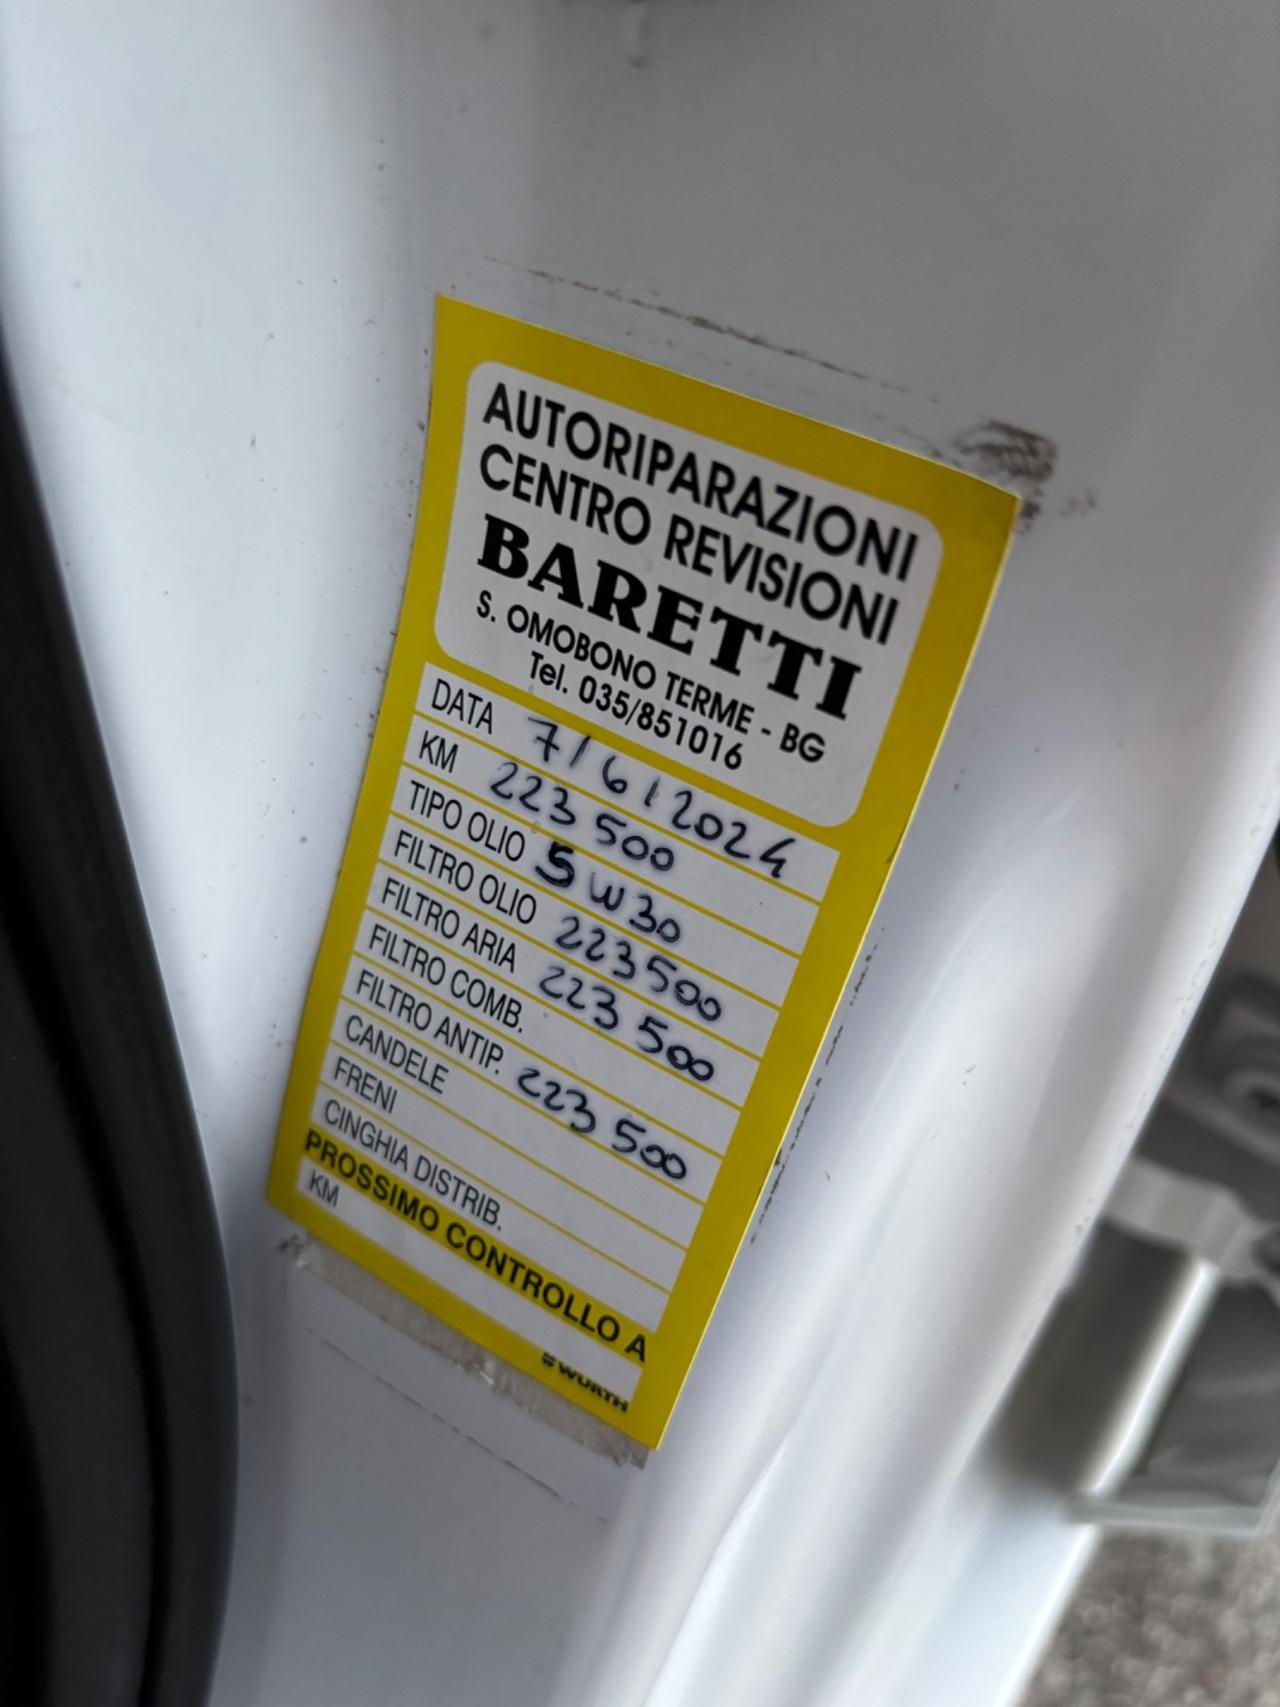 AUTORIPARAZIONI
CENTRO REVISIONI
BARETTI
S. OMOBONO TERME - BG
Tel. 035/851016
DATA 7/6/2024
KM 223 500
TIPO OLIO 5W30
FILTRO OLIO 223500
FILTRO ARIA 223 500
FILTRO COMB.
FILTRO ANTIP. 223 500
CANDELE
FRENI
CINGHIA DISTRIB.
PROSSIMO CONTROLLO A
KM
WÜRTH